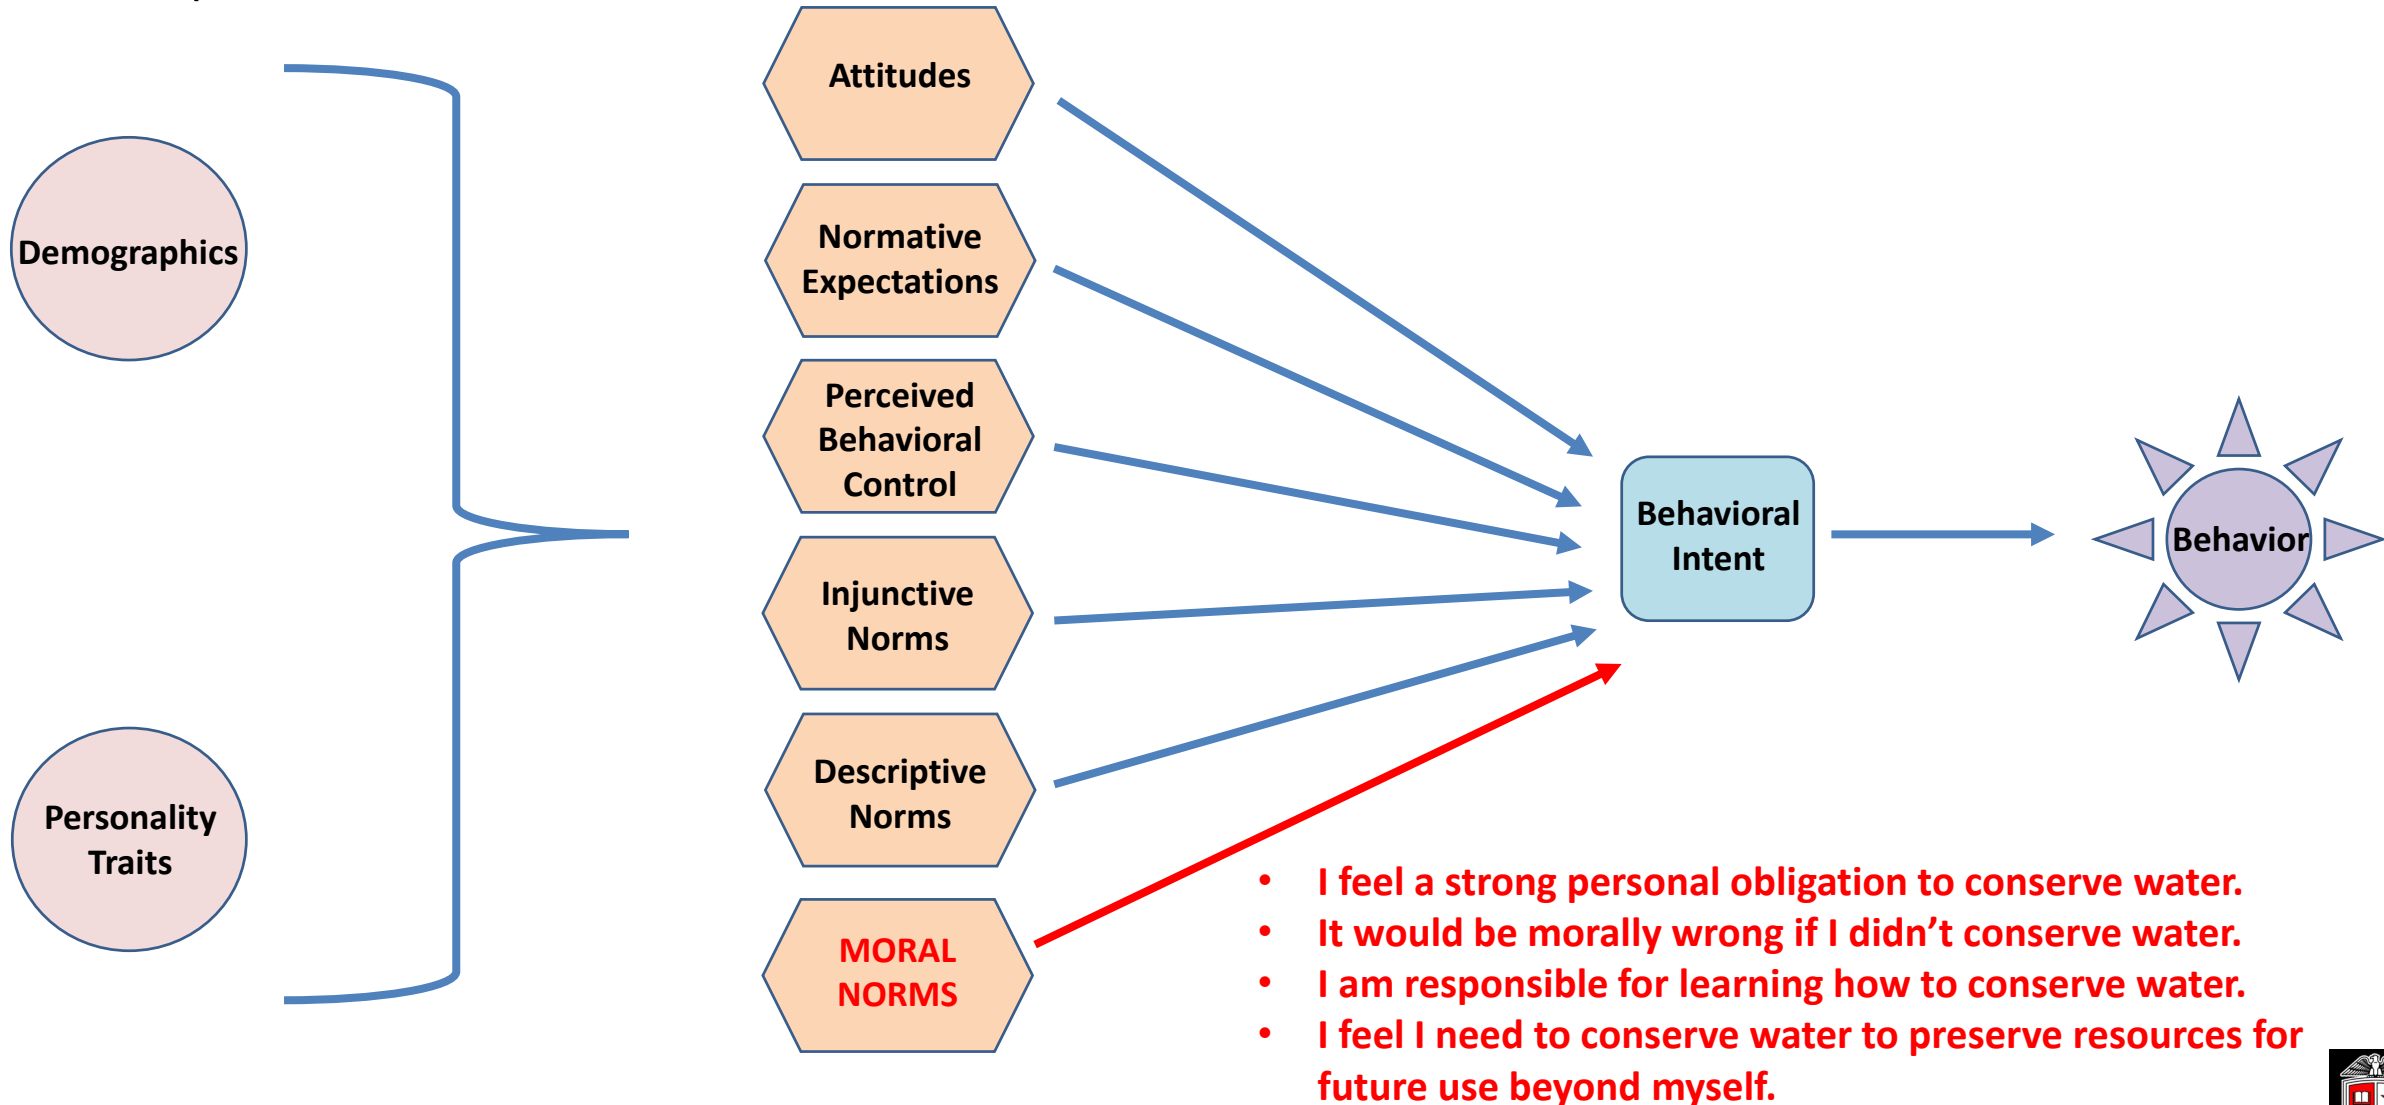 Demographics
Personality
Traits
Attitudes
Normative
Expectations
Perceived
Behavioral
Control
Injunctive
Norms
Descriptive
Norms
MORAL
NORMS
Behavioral
Intent
Behavior
• I feel a strong personal obligation to conserve water.
• It would be morally wrong if I didn’t conserve water.
• I am responsible for learning how to conserve water.
• I feel I need to conserve water to preserve resources for
future use beyond myself.